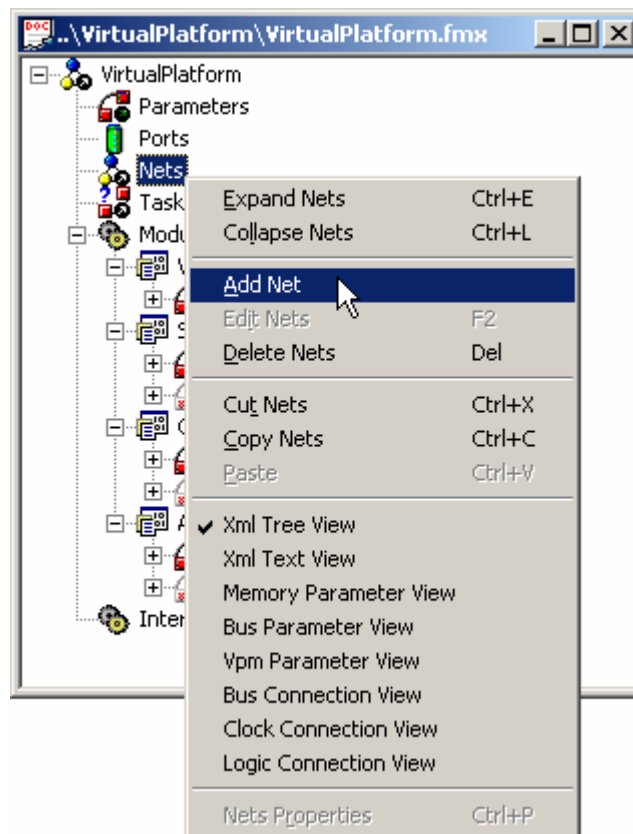 ..\VirtualPlatform\VirtualPlatform.fmx
VirtualPlatform
Parameters
Ports
Nets
Task
Modu
Inter
Expand Nets Ctrl+E
Collapse Nets Ctrl+L
Add Net
Edit Nets F2
Delete Nets Del
Cut Nets Ctrl+X
Copy Nets Ctrl+C
Paste Ctrl+V
Xml Tree View
Xml Text View
Memory Parameter View
Bus Parameter View
Vpm Parameter View
Bus Connection View
Clock Connection View
Logic Connection View
Nets Properties Ctrl+P